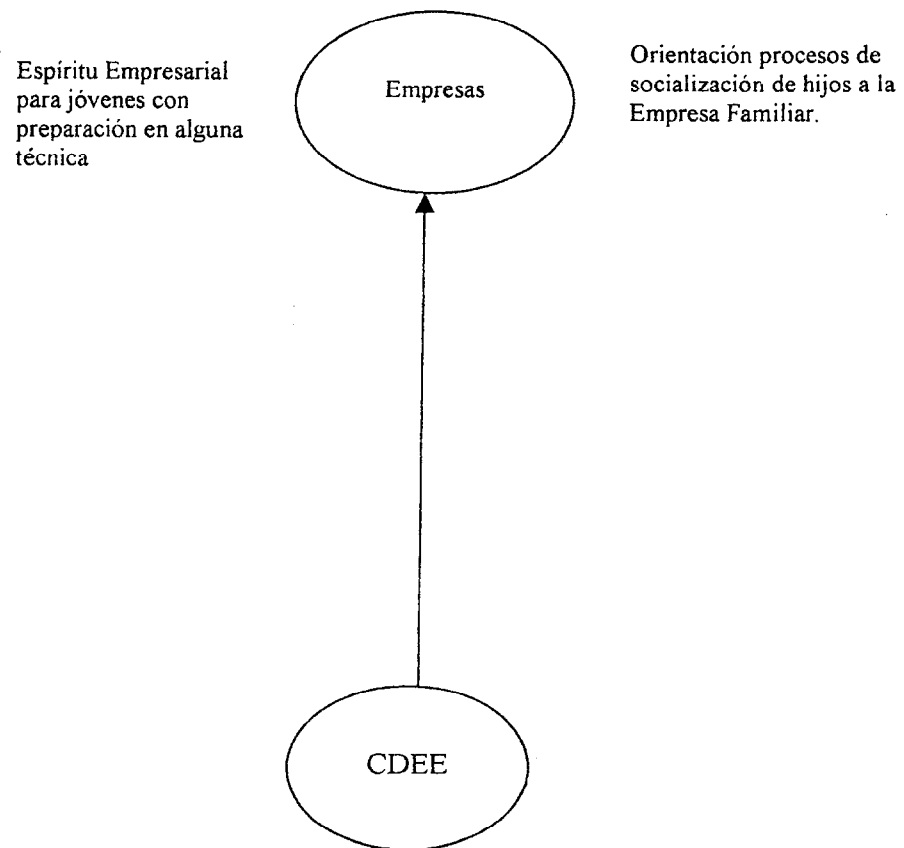 Espíritu Empresarial
para jóvenes con
preparación en alguna
técnica
Empresas
Orientación procesos de
socialización de hijos a la
Empresa Familiar.
CDEE